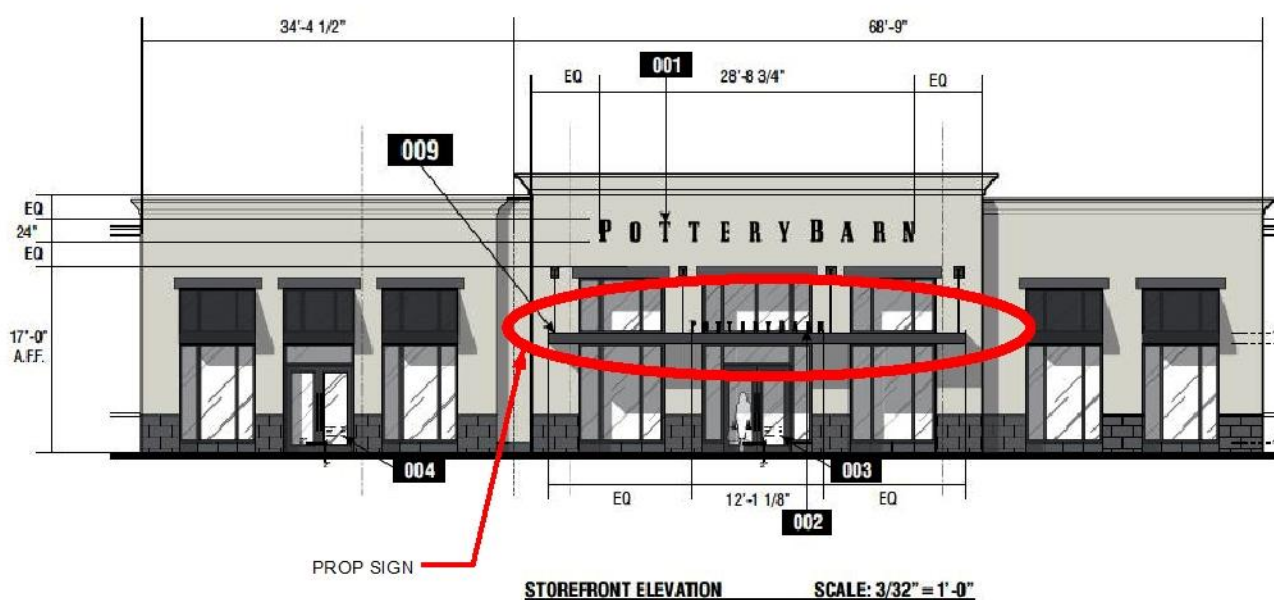 34'-4 1/2"
68'-9"
EQ
001
28'-8 3/4"
EQ
009
EQ
24"
EQ
POTTERY BARN
POTTERY BARN
17'-0"
A.F.F.
004
003
EQ
12'-1 1/8"
EQ
002
PROP SIGN
STOREFRONT ELEVATION SCALE: 3/32" = 1'-0"